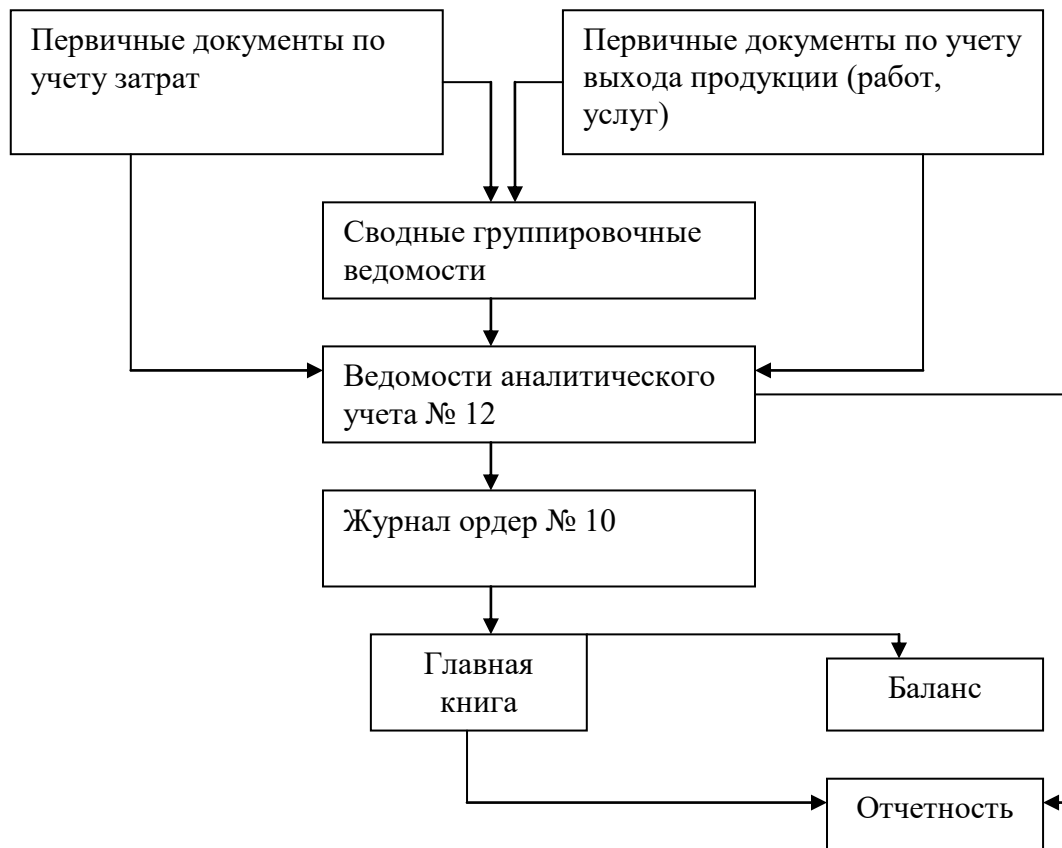 Первичные документы по
учету затрат
Первичные документы по учету
выхода продукции (работ,
услуг)
Сводные группировочные
ведомости
Ведомости аналитического
учета № 12
Журнал ордер № 10
Главная
книга
Баланс
Отчетность